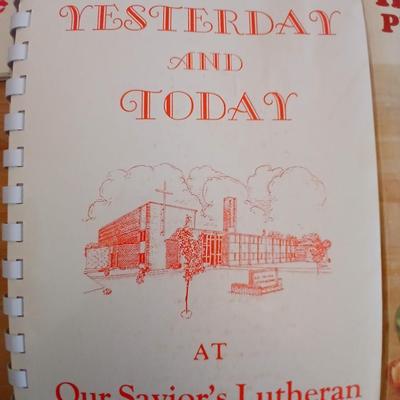 YESTERDAY
AND
TODAY
AT
Our Savior's Lutheran